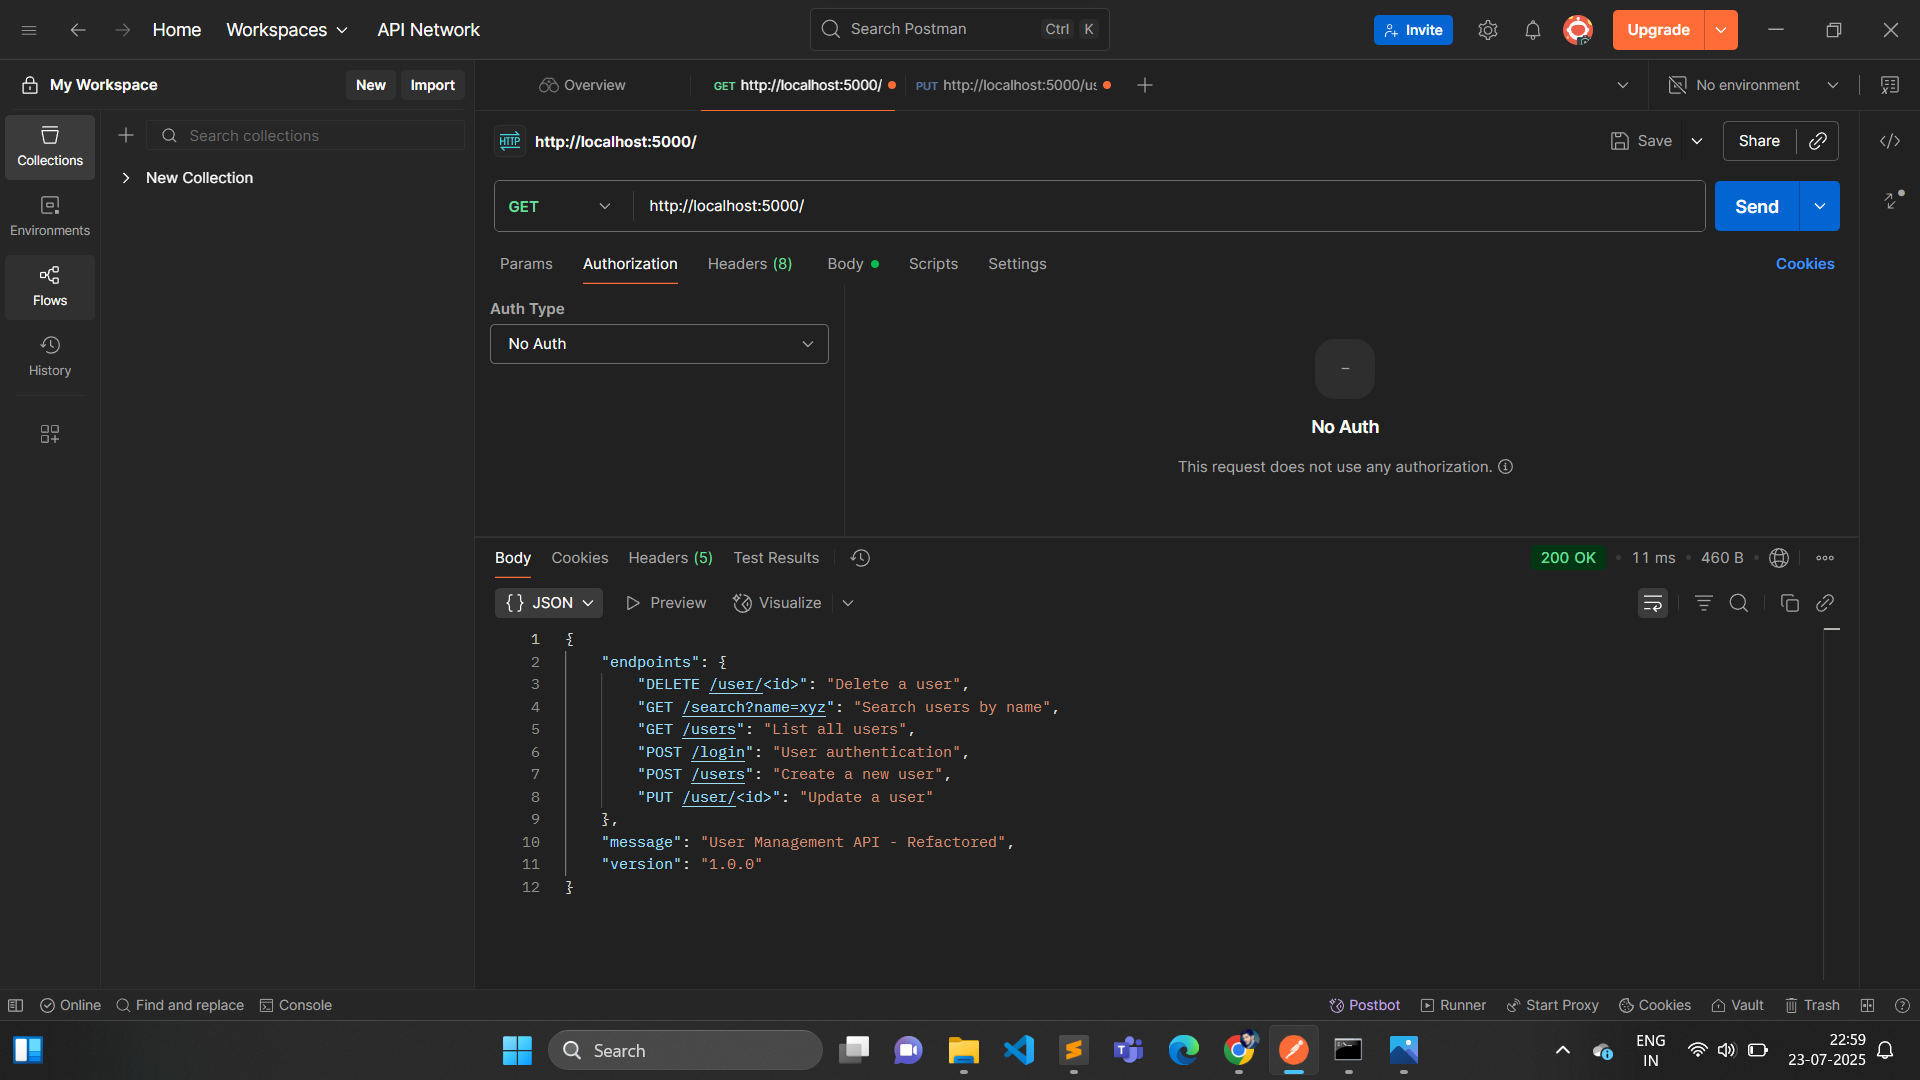 Home
Workspaces
API Network
Search Postman
Ctrl K
Invite
Upgrade
My Workspace
New
Import
Overview
GET http://localhost:5000/
PUT http://localhost:5000/us
No environment
Collections
Environments
Flows
History
Search collections
New Collection
HTTP
http://localhost:5000/
Save
Share
GET
http://localhost:5000/
Send
Params
Authorization
Headers (8)
Body
Scripts
Settings
Cookies
Auth Type
No Auth
No Auth
This request does not use any authorization.
Body
Cookies
Headers (5)
Test Results
200 OK
11 ms
460 B
{} JSON
Preview
Visualize
1 {
2 "endpoints": {
3 "DELETE /user/<id>": "Delete a user",
4 "GET /search?name=xyz": "Search users by name",
5 "GET /users": "List all users",
6 "POST /login": "User authentication",
7 "POST /users": "Create a new user",
8 "PUT /user/<id>": "Update a user"
9 },
10 "message": "User Management API - Refactored",
11 "version": "1.0.0"
12 }
Online
Find and replace
Console
Postbot
Runner
Start Proxy
Cookies
Vault
Trash
Search
ENG
IN
22:59
23-07-2025